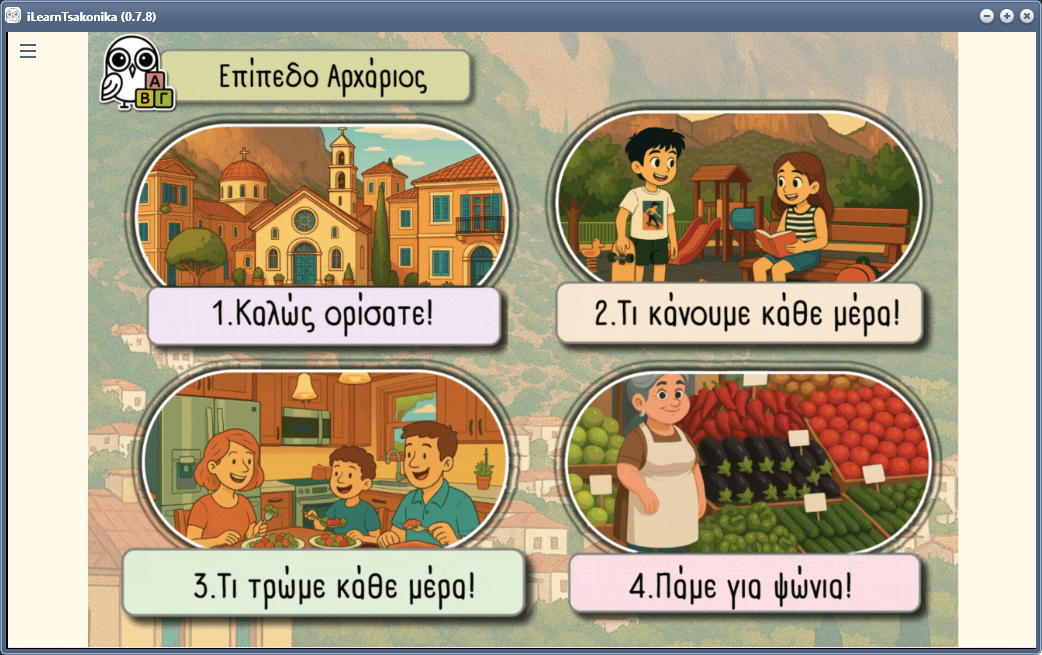 iLearnTsakonika (0.7.8)
Επίπεδο Αρχάριος
Α
Β Γ
1.Καλώς ορίσατε!
2.Τι κάνουμε κάθε μέρα!
3.Τι τρώμε κάθε μέρα!
4.Πάμε για ψώνια!